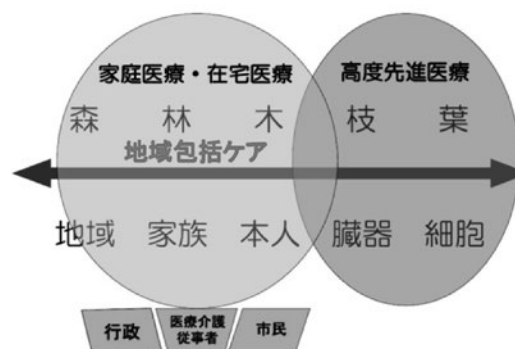 家庭医療・在宅医療 高度先進医療
森 林 木 枝 葉
地域包括ケア
地域 家族 本人 臓器 細胞
行政
医療介護
従事者
市民